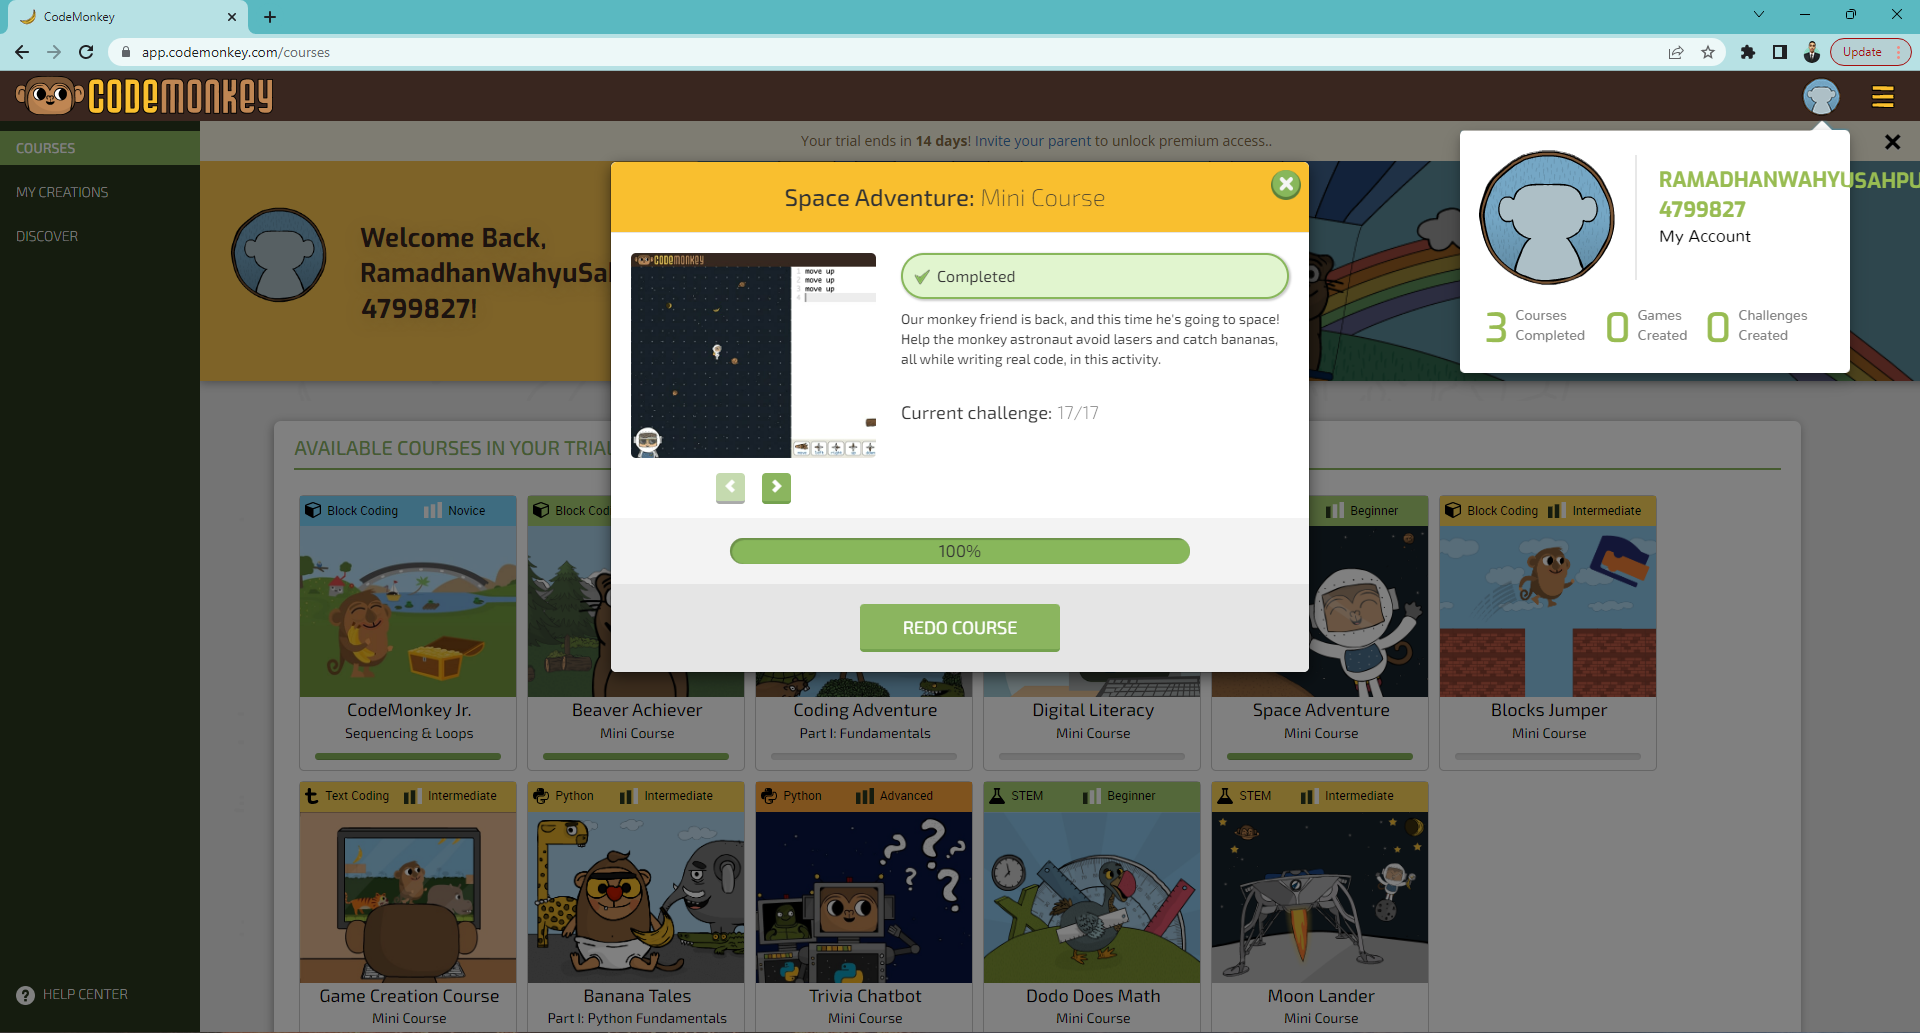 CodeMonkey
app.codemonkey.com/courses
Update
CODEMONKEY
COURSES
MY CREATIONS
DISCOVER
HELP CENTER
Your trial ends in 14 days! Invite your parent to unlock premium access..
Welcome Back,
RamadhanWahyuSa
4799827!
RAMADHANWAHYUSAHPU
4799827
My Account
3 Courses Completed
0 Games Created
0 Challenges Created
Space Adventure: Mini Course
CODEMONKEY
1 move up
2 move up
3 move up
4
Completed
Our monkey friend is back, and this time he's going to space!
Help the monkey astronaut avoid lasers and catch bananas,
all while writing real code, in this activity.
Current challenge: 17/17
100%
REDO COURSE
AVAILABLE COURSES IN YOUR TRIAL
Block Coding Novice
CodeMonkey Jr.
Sequencing & Loops
Block Cod
Beaver Achiever
Mini Course
Coding Adventure
Part I: Fundamentals
Digital Literacy
Mini Course
Beginner
Space Adventure
Mini Course
Block Coding Intermediate
Blocks Jumper
Mini Course
Text Coding Intermediate
Game Creation Course
Mini Course
Python Intermediate
Banana Tales
Part I: Python Fundamentals
Python Advanced
? ? ? ? ?
Trivia Chatbot
Mini Course
STEM Beginner
Dodo Does Math
Mini Course
STEM Intermediate
Moon Lander
Mini Course